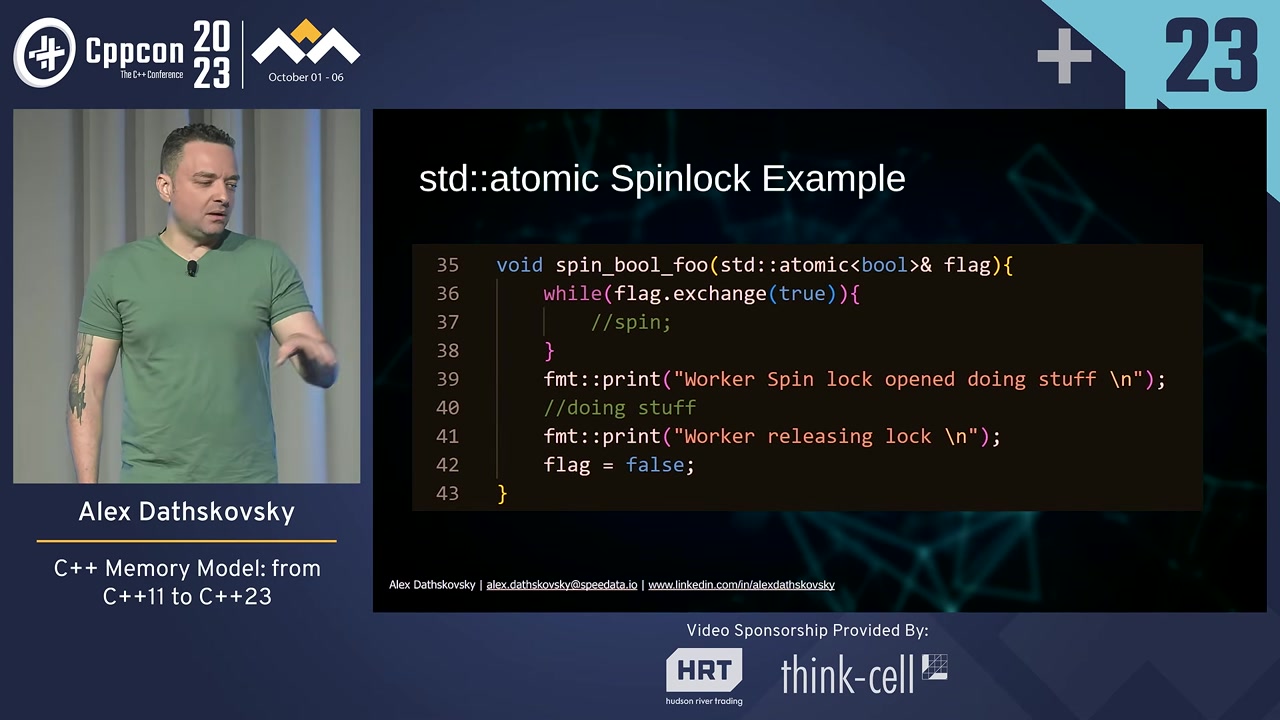 Cppcon
The C++ Conference
20
23
October 01 - 06
23
std::atomic Spinlock Example
35 void spin_bool_foo(std::atomic<bool>& flag){
36 while(flag.exchange(true)){
37 //spin;
38 }
39 fmt::print("Worker Spin lock opened doing stuff \n");
40 //doing stuff
41 fmt::print("Worker releasing lock \n");
42 flag = false;
43 }
Alex Dathskovsky | alex.dathskovsky@speedata.io | www.linkedin.com/in/alexdathskovsky
Alex Dathskovsky
C++ Memory Model: from
C++11 to C++23
Video Sponsorship Provided By:
HRT
hudson river trading
think-cell